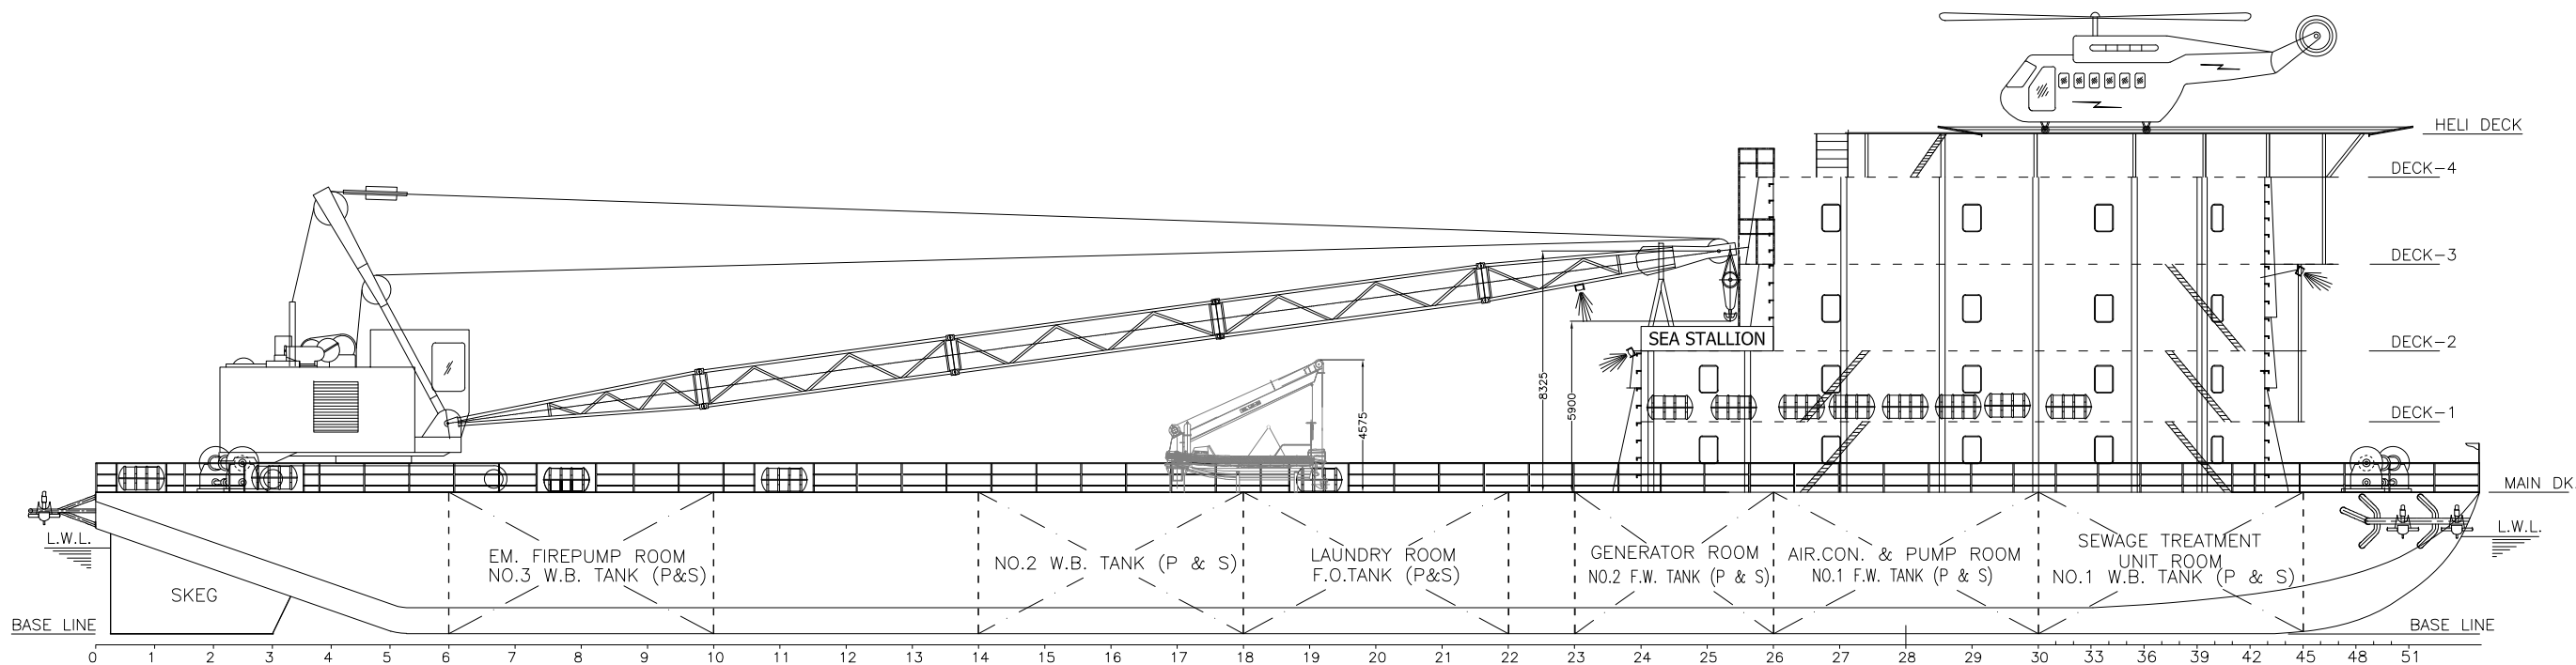 HELI DECK
DECK-4
DECK-3
SEA STALLION
DECK-2
8325
5900
4575
DECK-1
MAIN DK
L.W.L.
L.W.L.
EM. FIREPUMP ROOM
NO.3 W.B. TANK (P&S)
NO.2 W.B. TANK (P & S)
LAUNDRY ROOM
F.O.TANK (P&S)
GENERATOR ROOM
NO.2 F.W. TANK (P & S)
AIR.CON. & PUMP ROOM
NO.1 F.W. TANK (P & S)
SEWAGE TREATMENT
UNIT ROOM
NO.1 W.B. TANK (P & S)
SKEG
BASE LINE
BASE LINE
0 1 2 3 4 5 6 7 8 9 10 11 12 13 14 15 16 17 18 19 20 21 22 23 24 25 26 27 28 29 30 33 36 39 42 45 48 51